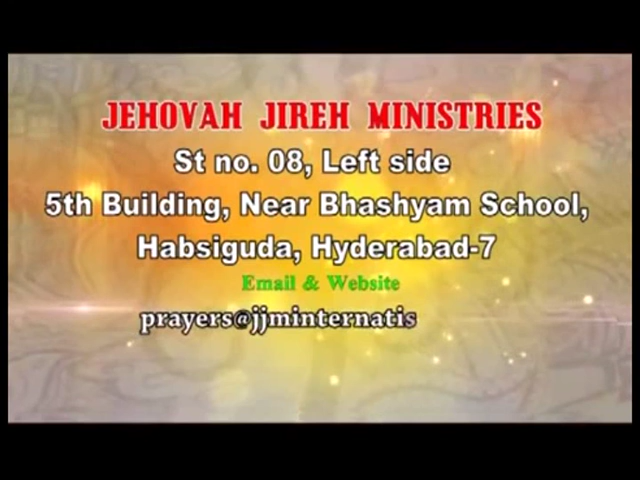 JEHOVAH JIREH MINISTRIES
St no. 08, Left side
5th Building, Near Bhashyam School,
Habsiguda, Hyderabad-7
Email & Website
prayers@jjminternatis